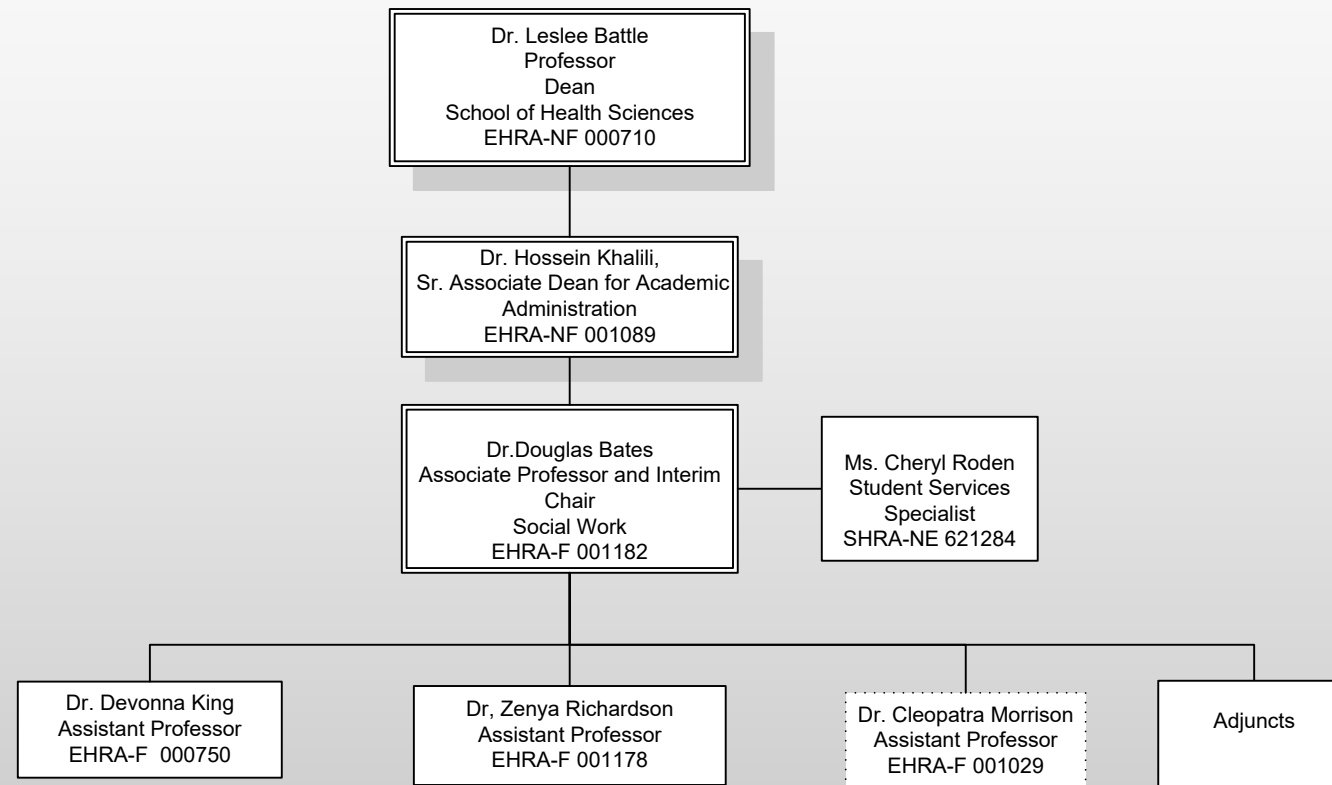 Dr. Leslee Battle
Professor
Dean
School of Health Sciences
EHRA-NF 000710
Dr. Hossein Khalili,
Sr. Associate Dean for Academic
Administration
EHRA-NF 001089
Dr.Douglas Bates
Associate Professor and Interim
Chair
Social Work
EHRA-F 001182
Ms. Cheryl Roden
Student Services
Specialist
SHRA-NE 621284
Dr. Devonna King
Assistant Professor
EHRA-F  000750
Dr, Zenya Richardson
Assistant Professor
EHRA-F 001178
Dr. Cleopatra Morrison
Assistant Professor
EHRA-F 001029
Adjuncts